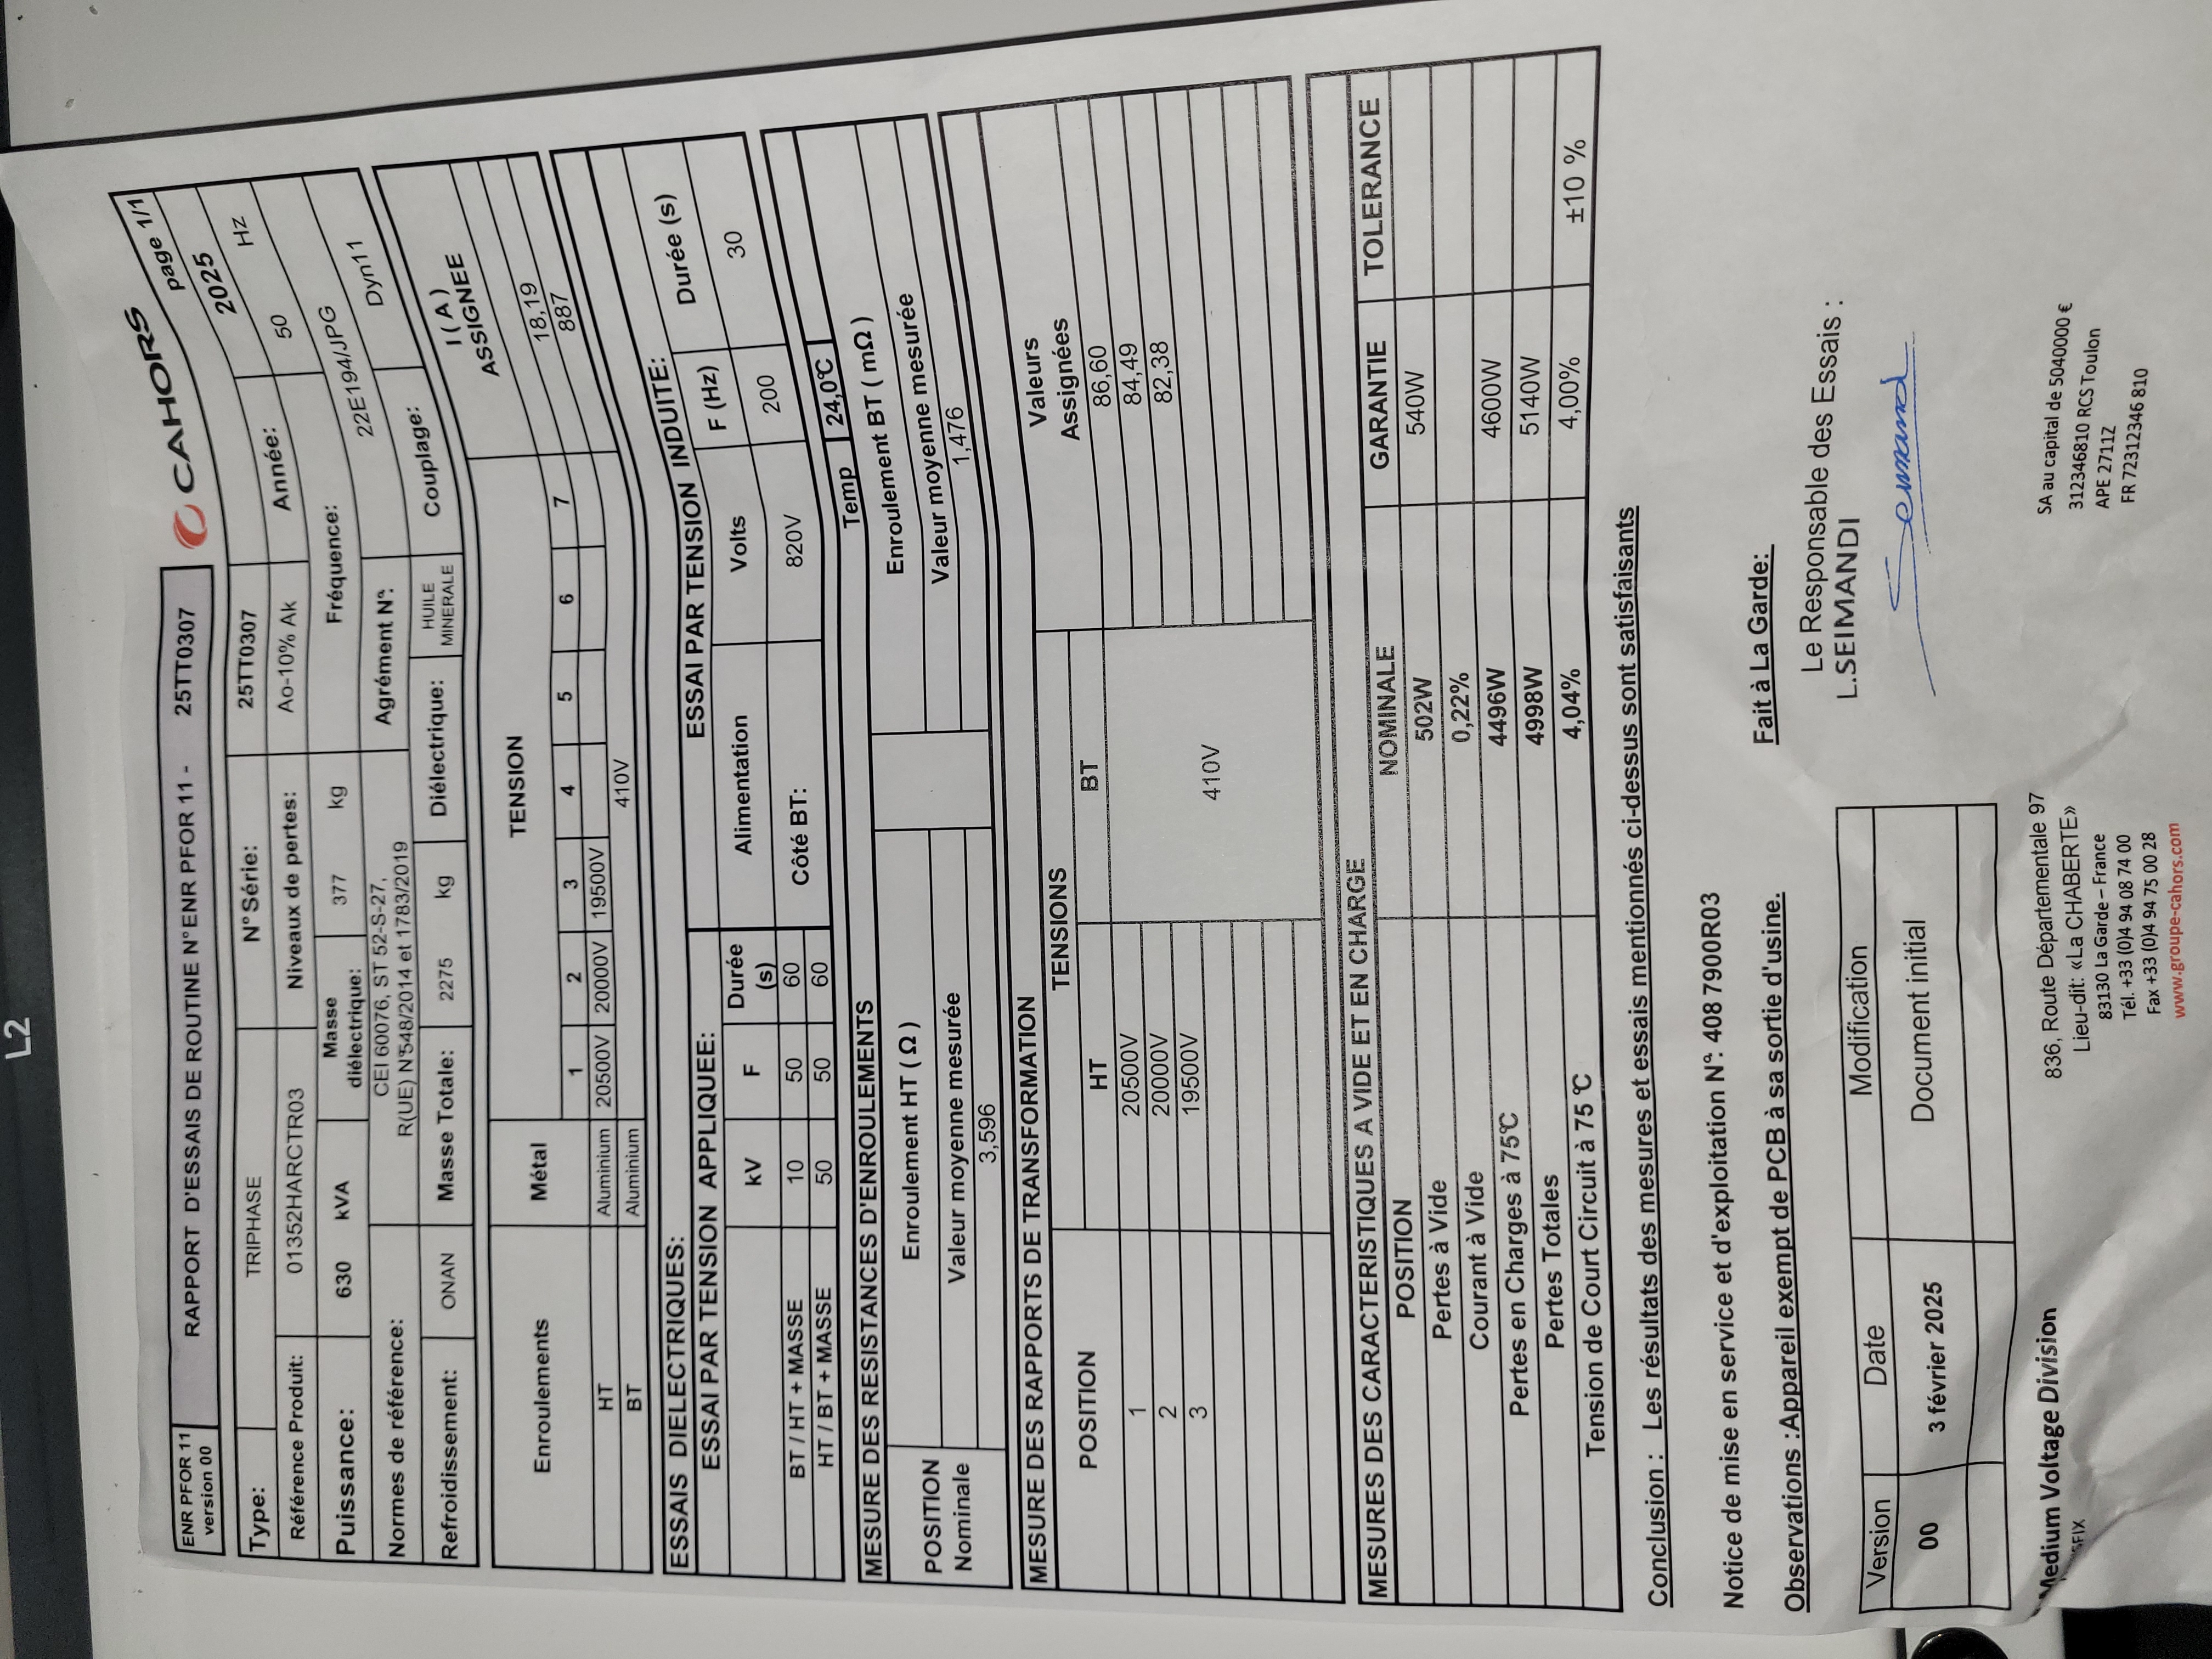 L2
ENR PFOR 11
version 00
RAPPORT D'ESSAIS DE ROUTINE N°ENR PFOR 11 - 25TT0307
CAHORS
page 1/1
Type: TRIPHASE N°Série: 25TT0307 Année: 2025
Référence Produit: 01352HARCTR03 Niveaux de pertes: Ao-10% Ak Fréquence: 50 Hz
Puissance: 630 kVA Masse diélectrique: 377 kg Agrément N°: 22E194/JPG
Normes de référence: CEI 60076, ST 52-S-27,
R(UE) N°548/2014 et 1783/2019
Couplage: Dyn11
Refroidissement: ONAN Masse Totale: 2275 kg Diélectrique: HUILE MINERALE
Enroulements Métal TENSION I ( A ) ASSIGNEE
1 2 3 4 5 6 7
HT Aluminium 20500V 20000V 19500V 18,19
BT Aluminium 410V 887
ESSAIS DIELECTRIQUES:
ESSAI PAR TENSION APPLIQUEE:
kV F Durée (s)
BT / HT + MASSE 10 50 60
HT / BT + MASSE 50 50 60
ESSAI PAR TENSION INDUITE:
Alimentation Volts F (Hz) Durée (s)
Côté BT: 820V 200 30
MESURE DES RESISTANCES D'ENROULEMENTS Temp 24,0°C
POSITION Nominale
Enroulement HT ( Ω ) Enroulement BT ( mΩ )
Valeur moyenne mesurée Valeur moyenne mesurée
3,596 1,476
MESURE DES RAPPORTS DE TRANSFORMATION
POSITION TENSIONS Valeurs Assignées
HT BT
1 20500V 86,60
2 20000V 84,49
3 19500V 82,38
410V
MESURES DES CARACTERISTIQUES A VIDE ET EN CHARGE
POSITION NOMINALE GARANTIE TOLERANCE
Pertes à Vide 502W 540W
Courant à Vide 0,22%
Pertes en Charges à 75°C 4496W 4600W
Pertes Totales 4998W 5140W
Tension de Court Circuit à 75 °C 4,04% 4,00% ±10 %
Conclusion : Les résultats des mesures et essais mentionnés ci-dessus sont satisfaisants
Notice de mise en service et d'exploitation N°: 408 7900R03
Observations :Appareil exempt de PCB à sa sortie d'usine.
Fait à La Garde:
Le Responsable des Essais :
L.SEIMANDI
Version Date Modification
00 3 février 2025 Document initial
Medium Voltage Division
836, Route Départementale 97
Lieu-dit: «La CHABERTE»
83130 La Garde – France
Tél. +33 (0)4 94 08 74 00
Fax +33 (0)4 94 75 00 28
www.groupe-cahors.com
SA au capital de 5040000 €
312346810 RCS Toulon
APE 2711Z
FR 72312346 810